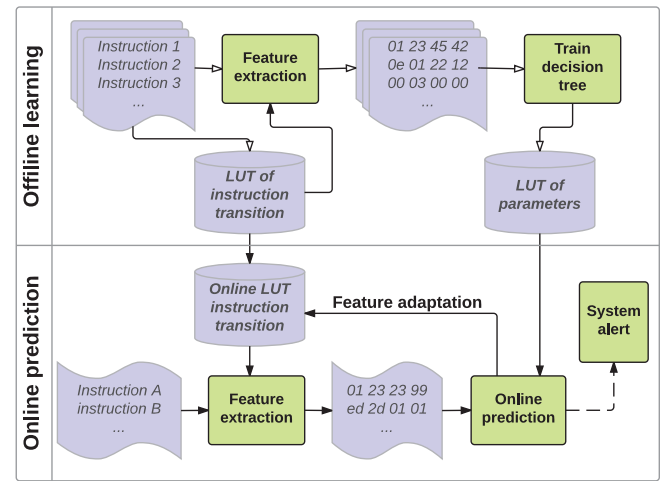 Offiline learning
Instruction 1
Instruction 2
Instruction 3
...
Feature
extraction
01 23 45 42
0e 01 22 12
00 03 00 00
...
Train
decision
tree
LUT of
instruction
transition
LUT of
parameters
Online prediction
Online LUT
instruction
transition
Feature adaptation
System
alert
Instruction A
instruction B
...
Feature
extraction
01 23 23 99
ed 2d 01 01
...
Online
prediction